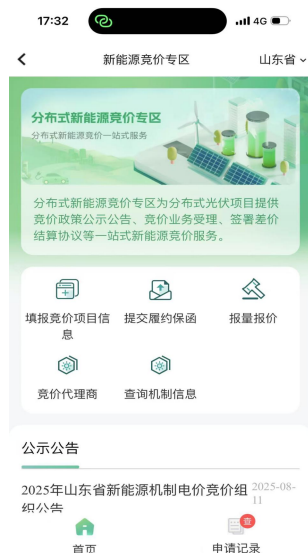 17:32
4G
新能源竞价专区
山东省
分布式新能源竞价专区
分布式新能源竞价一站式服务
分布式新能源竞价专区为分布式光伏项目提供
竞价政策公示公告、竞价业务受理、签署差价
结算协议等一站式新能源竞价服务。
填报竞价项目信
息
提交履约保函
报量报价
竞价代理商
查询机制信息
公示公告
2025年山东省新能源机制电价竞价组
织公告
2025-08-
11
首页
查
申请记录